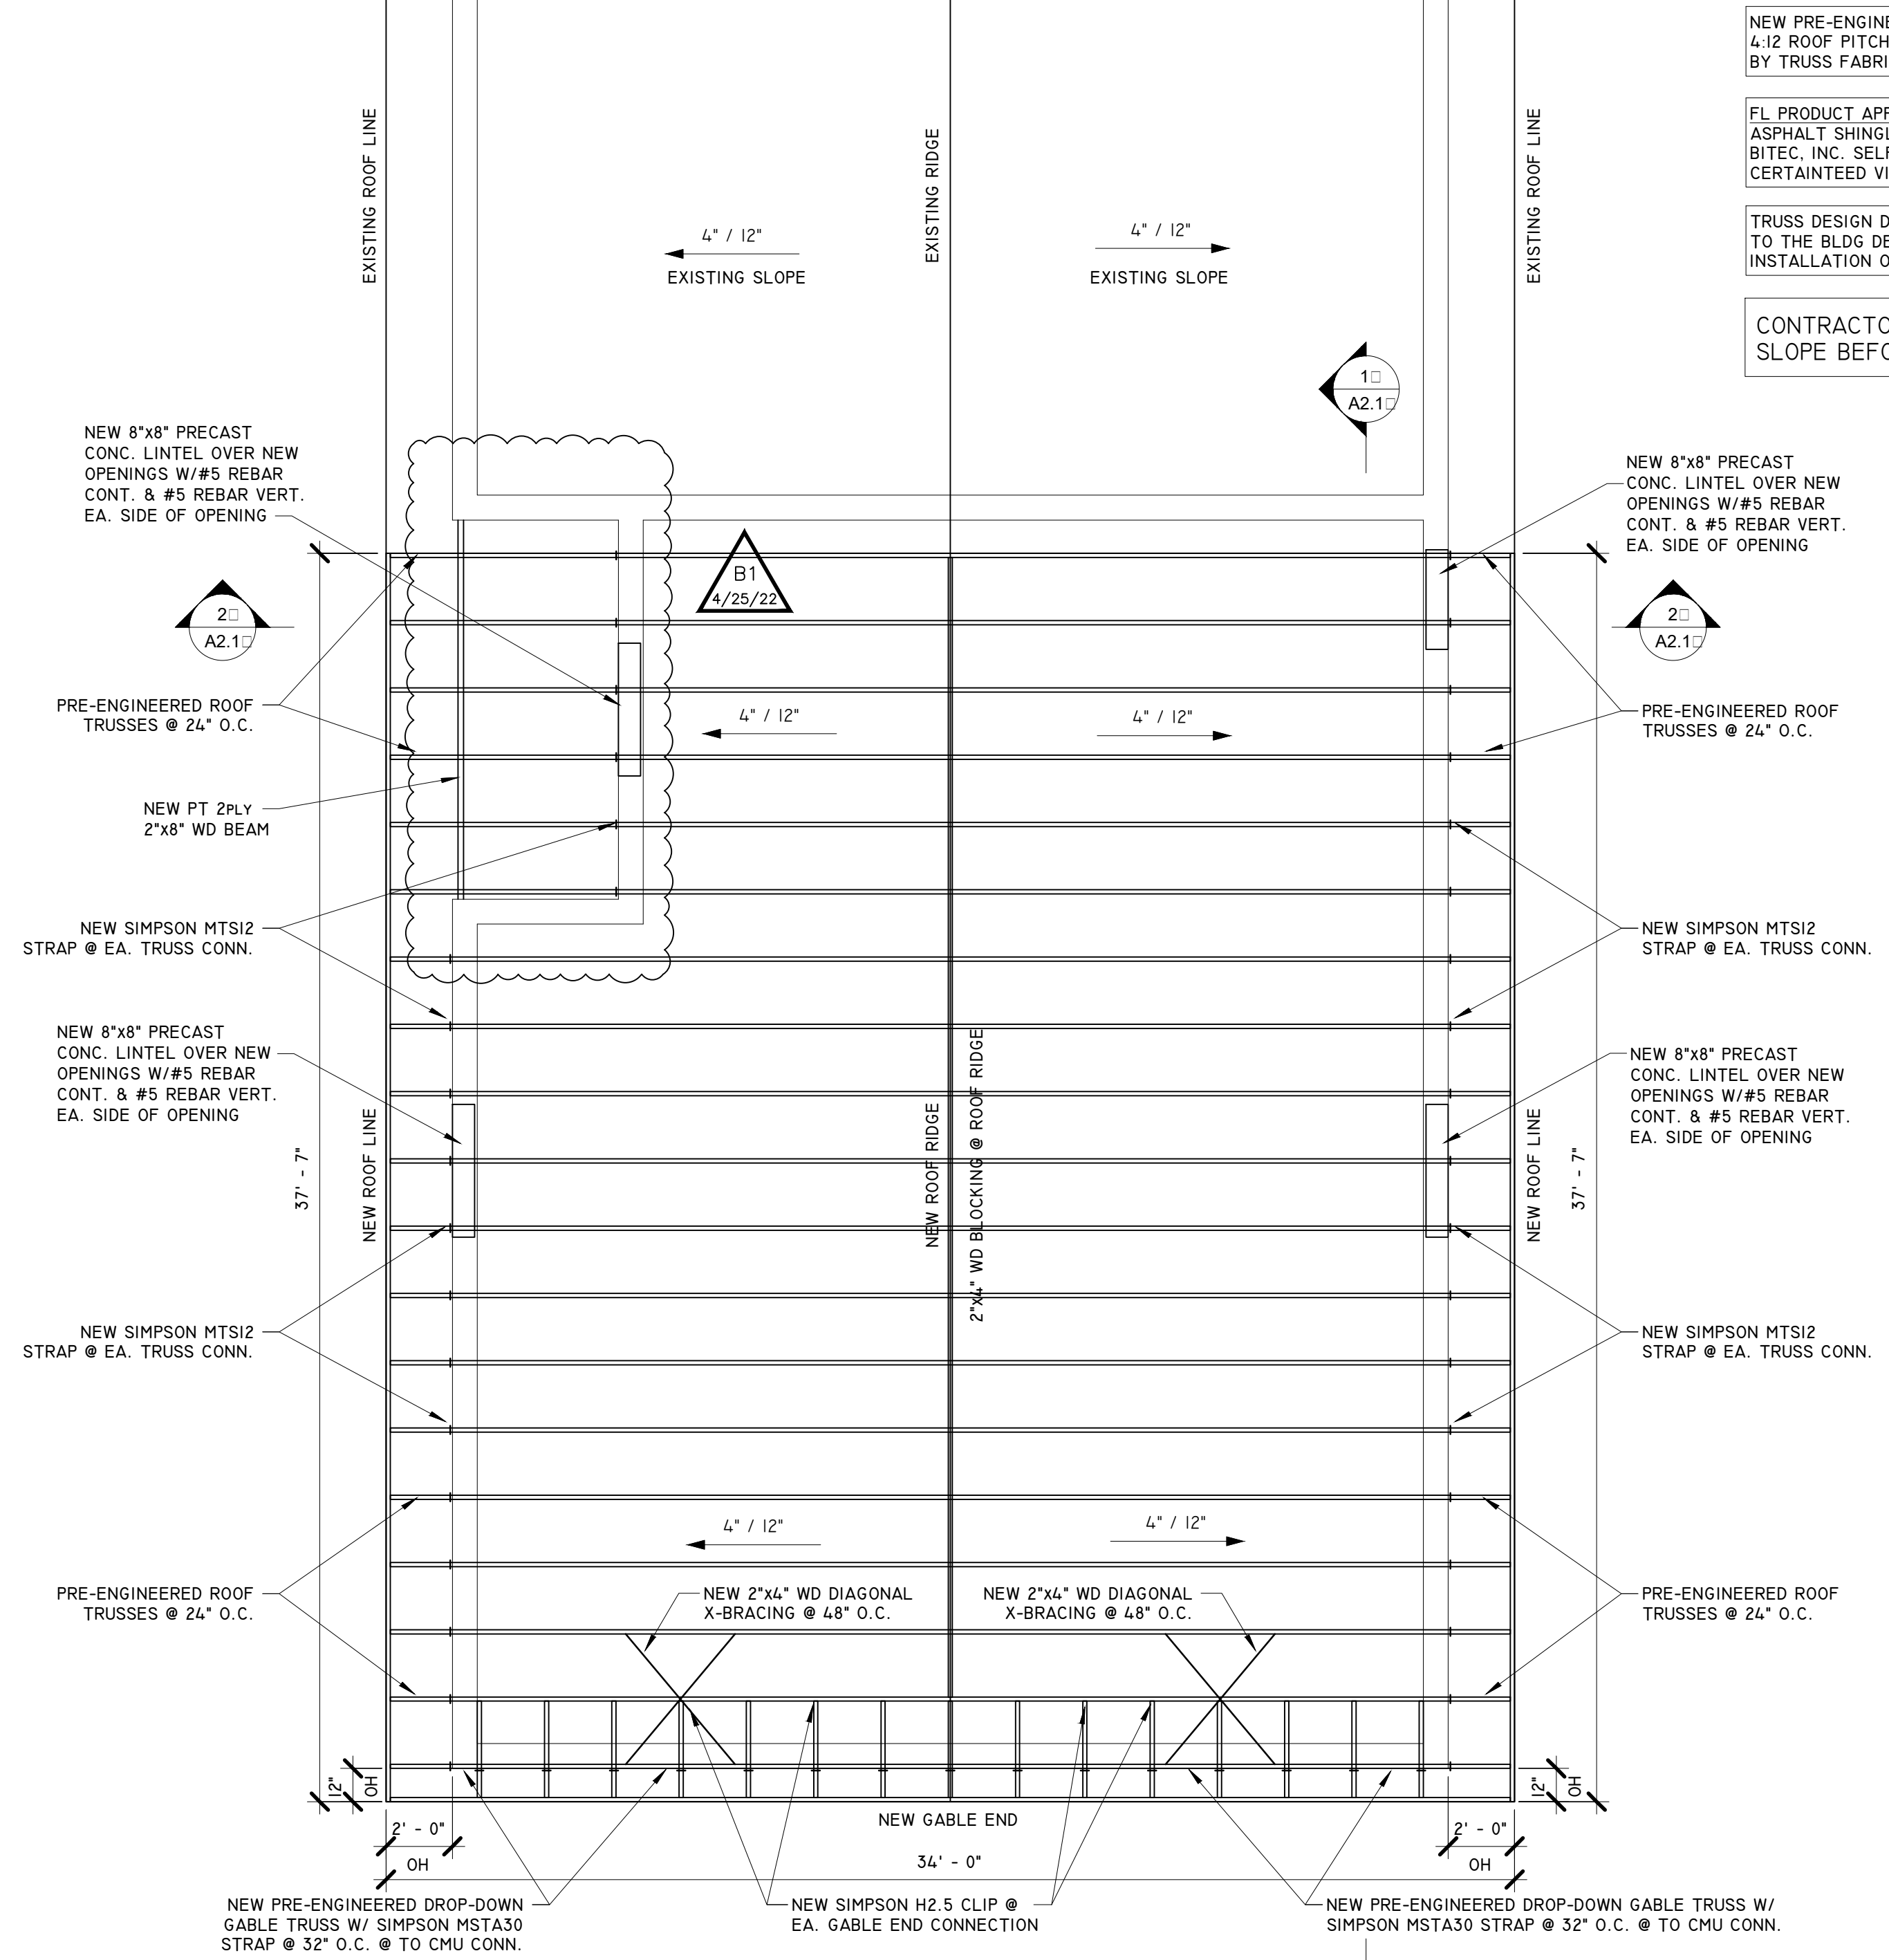 NEW PRE-ENGINE
4:12 ROOF PITCH
BY TRUSS FABRI
FL PRODUCT APP
ASPHALT SHINGL
BITEC, INC. SELF
CERTAINTEED VI
TRUSS DESIGN D
TO THE BLDG DE
INSTALLATION O
CONTRACTO
SLOPE BEFO
EXISTING ROOF LINE
EXISTING RIDGE
EXISTING ROOF LINE
4" / 12"
EXISTING SLOPE
4" / 12"
EXISTING SLOPE
1
A2.1
NEW 8"x8" PRECAST
CONC. LINTEL OVER NEW
OPENINGS W/#5 REBAR
CONT. & #5 REBAR VERT.
EA. SIDE OF OPENING
NEW 8"x8" PRECAST
CONC. LINTEL OVER NEW
OPENINGS W/#5 REBAR
CONT. & #5 REBAR VERT.
EA. SIDE OF OPENING
B1
4/25/22
2
A2.1
2
A2.1
PRE-ENGINEERED ROOF
TRUSSES @ 24" O.C.
4" / 12"
4" / 12"
PRE-ENGINEERED ROOF
TRUSSES @ 24" O.C.
NEW PT 2PLY
2"x8" WD BEAM
NEW SIMPSON MTS12
STRAP @ EA. TRUSS CONN.
NEW SIMPSON MTS12
STRAP @ EA. TRUSS CONN.
NEW 8"x8" PRECAST
CONC. LINTEL OVER NEW
OPENINGS W/#5 REBAR
CONT. & #5 REBAR VERT.
EA. SIDE OF OPENING
NEW 8"x8" PRECAST
CONC. LINTEL OVER NEW
OPENINGS W/#5 REBAR
CONT. & #5 REBAR VERT.
EA. SIDE OF OPENING
37' - 7"
NEW ROOF LINE
NEW ROOF RIDGE
2"x4" WD BLOCKING @ ROOF RIDGE
NEW ROOF LINE
37' - 7"
NEW SIMPSON MTS12
STRAP @ EA. TRUSS CONN.
NEW SIMPSON MTS12
STRAP @ EA. TRUSS CONN.
4" / 12"
4" / 12"
PRE-ENGINEERED ROOF
TRUSSES @ 24" O.C.
NEW 2"x4" WD DIAGONAL
X-BRACING @ 48" O.C.
NEW 2"x4" WD DIAGONAL
X-BRACING @ 48" O.C.
PRE-ENGINEERED ROOF
TRUSSES @ 24" O.C.
12"
OH
12"
OH
NEW GABLE END
2' - 0"
OH
34' - 0"
2' - 0"
OH
NEW PRE-ENGINEERED DROP-DOWN
GABLE TRUSS W/ SIMPSON MSTA30
STRAP @ 32" O.C. @ TO CMU CONN.
NEW SIMPSON H2.5 CLIP @
EA. GABLE END CONNECTION
NEW PRE-ENGINEERED DROP-DOWN GABLE TRUSS W/
SIMPSON MSTA30 STRAP @ 32" O.C. @ TO CMU CONN.